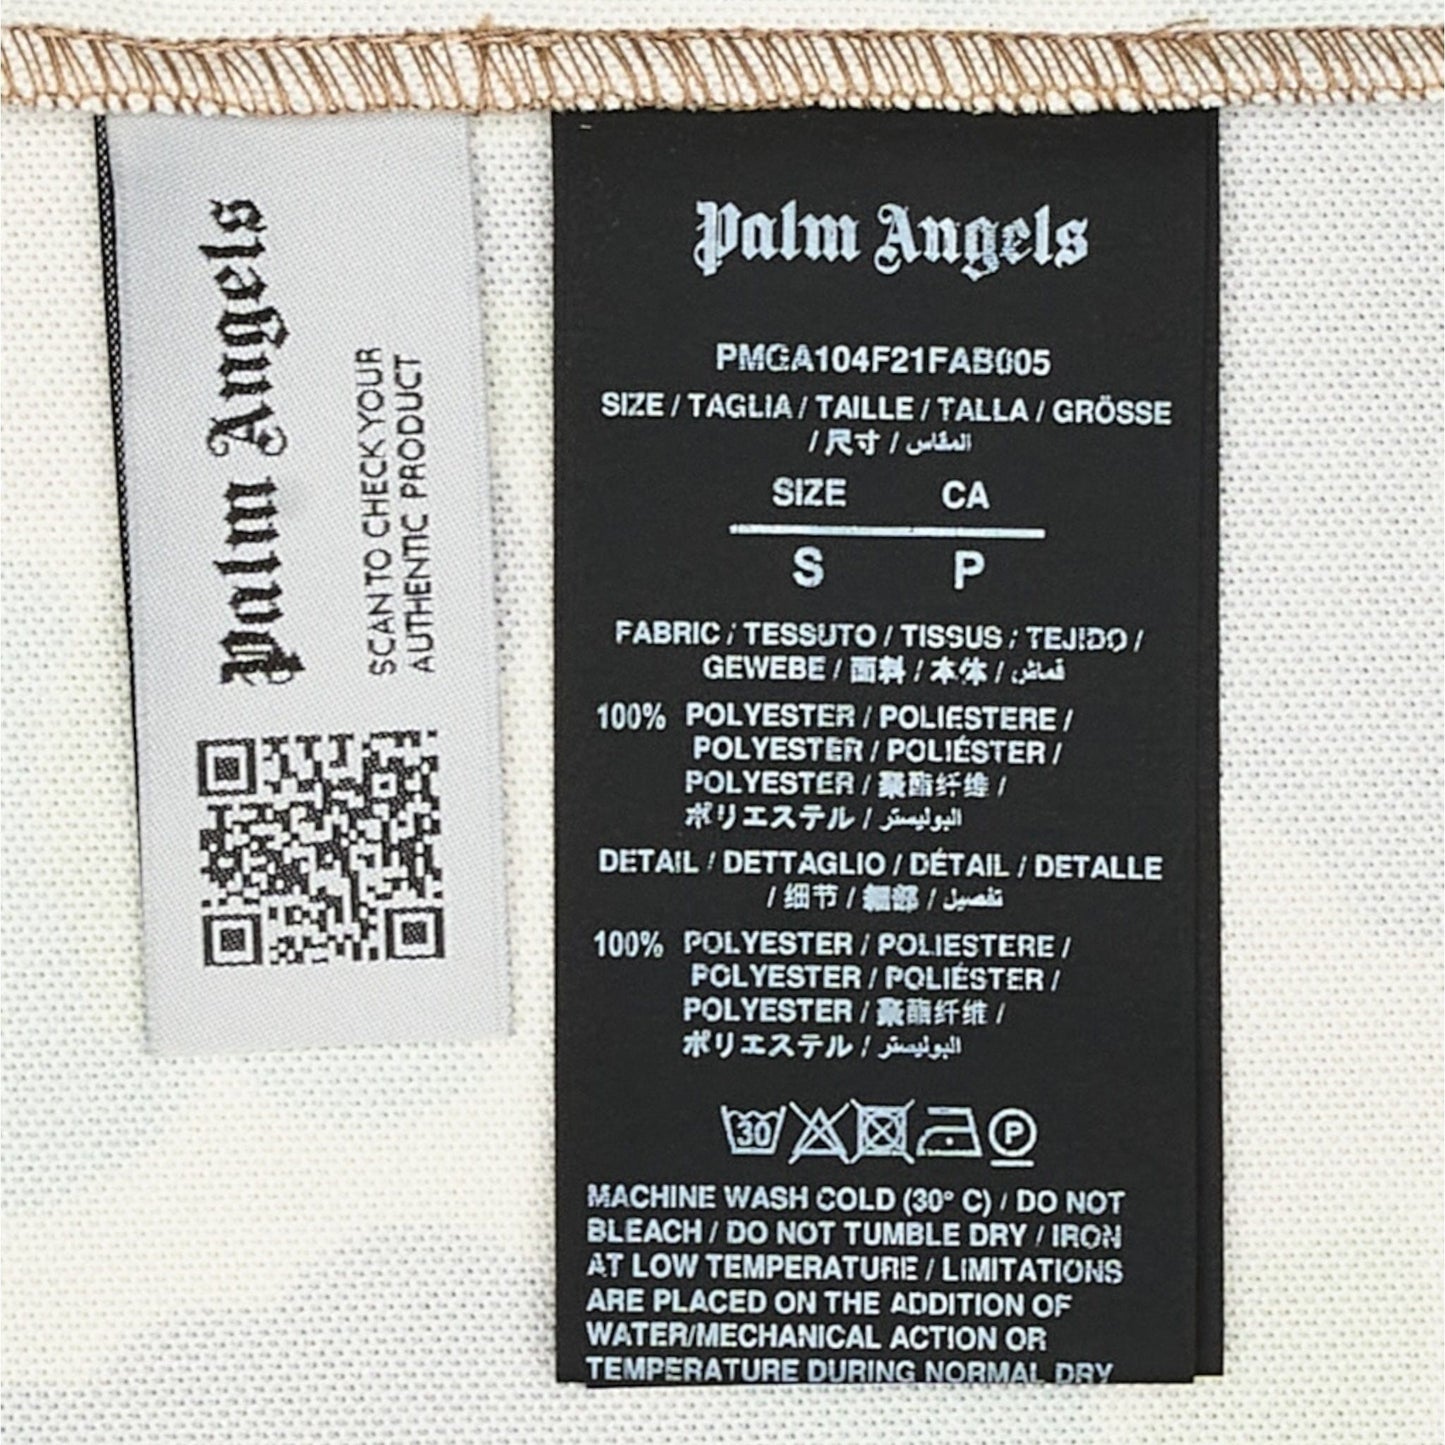 Palm Angels
SCAN TO CHECK YOUR
AUTHENTIC PRODUCT
Palm Angels
PMGA104F21FAB005
SIZE / TAGLIA / TAILLE / TALLA / GRÖSSE
/ 尺寸 / المقاس
SIZE CA
S P
FABRIC / TESSUTO / TISSUS / TEJIDO /
GEWEBE / 面料 / 本体 / قماش
100% POLYESTER / POLIESTERE /
POLYESTER / POLIÉSTER /
POLYESTER / 聚酯纤维 /
ポリエステル / البوليستر
DETAIL / DETTAGLIO / DÉTAIL / DETALLE
/ 细节 / 細部 / تفصيل
100% POLYESTER / POLIESTERE /
POLYESTER / POLIÉSTER /
POLYESTER / 聚酯纤维 /
ポリエステル / البوليستر
30 P
MACHINE WASH COLD (30° C) / DO NOT
BLEACH / DO NOT TUMBLE DRY / IRON
AT LOW TEMPERATURE / LIMITATIONS
ARE PLACED ON THE ADDITION OF
WATER/MECHANICAL ACTION OR
TEMPERATURE DURING NORMAL DRY